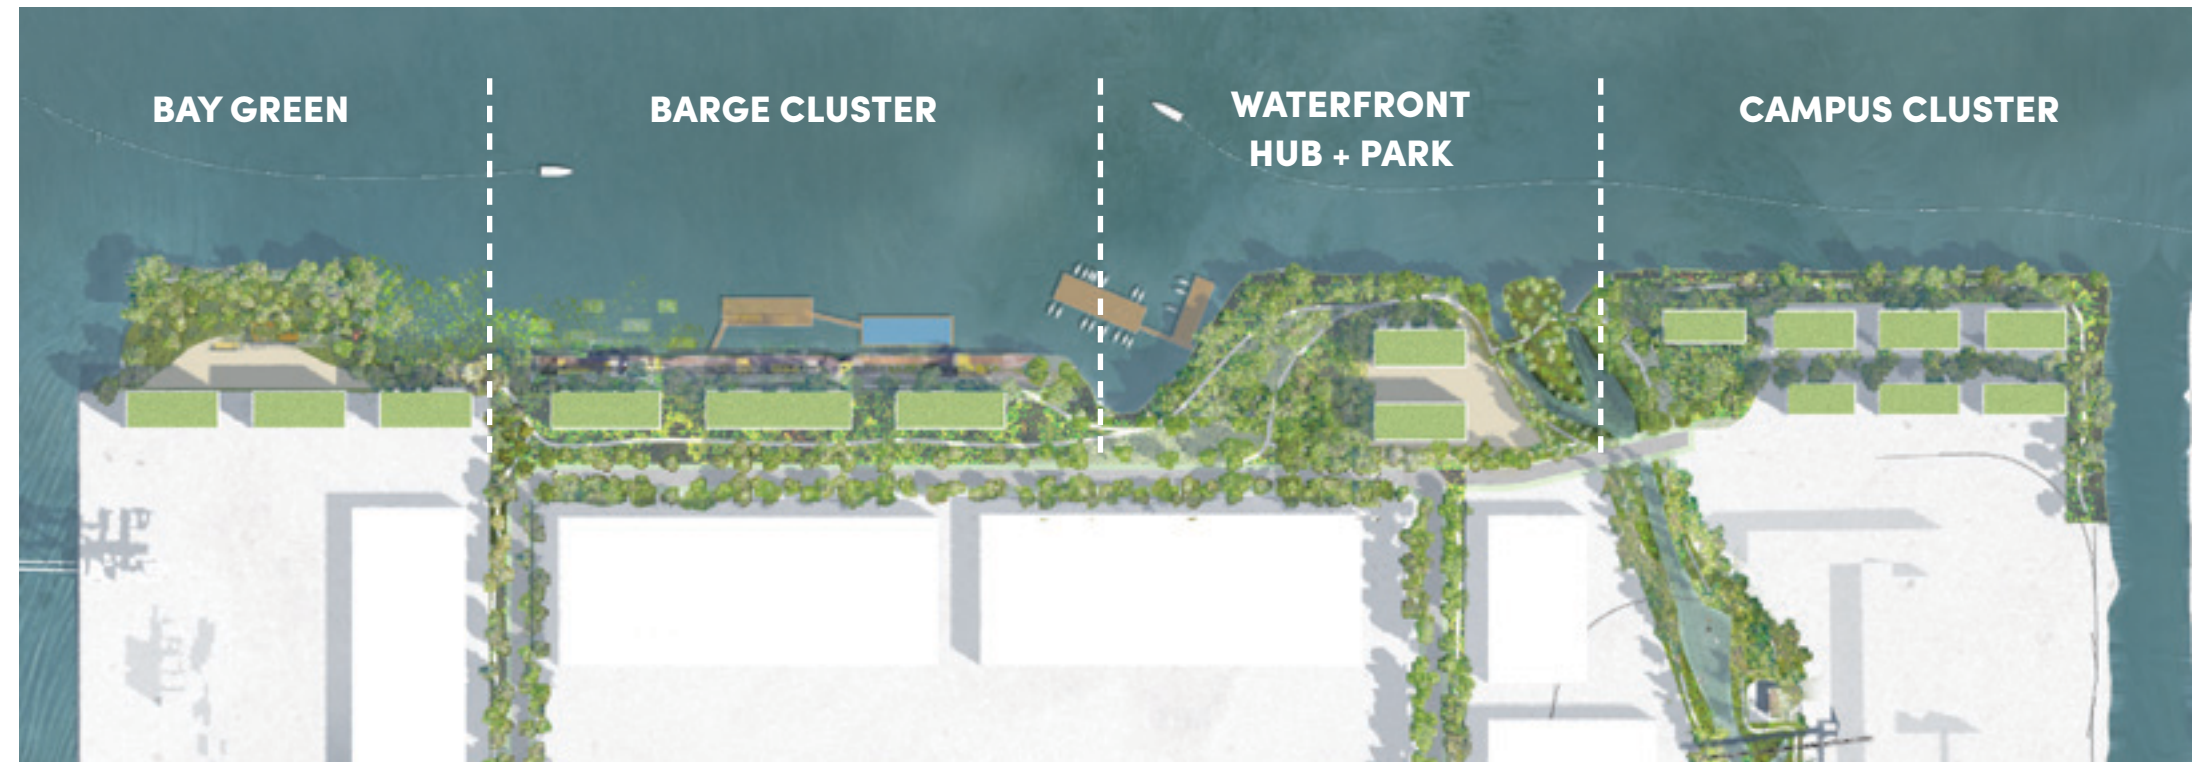 BAY GREEN
BARGE CLUSTER
WATERFRONT
HUB + PARK
CAMPUS CLUSTER